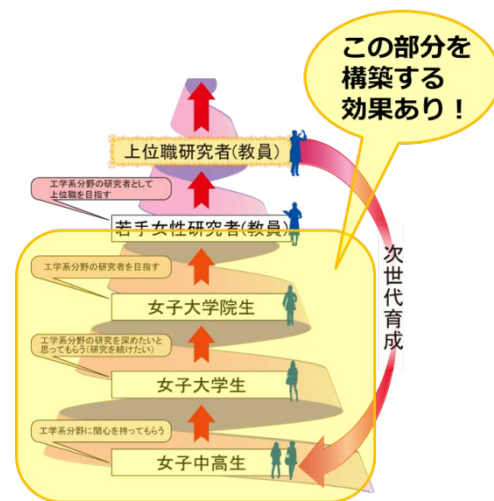 この部分を
構築する
効果あり！
上位職研究者(教員)
工学系分野の研究者として
上位職を目指す
若手女性研究者(教員)
工学系分野の研究者を目指す
女子大学院生
工学系分野の研究を深めたいと
思ってもらう(研究を続けたい)
女子大学生
工学系分野に関心を持ってもらう
女子中高生
次世代育成